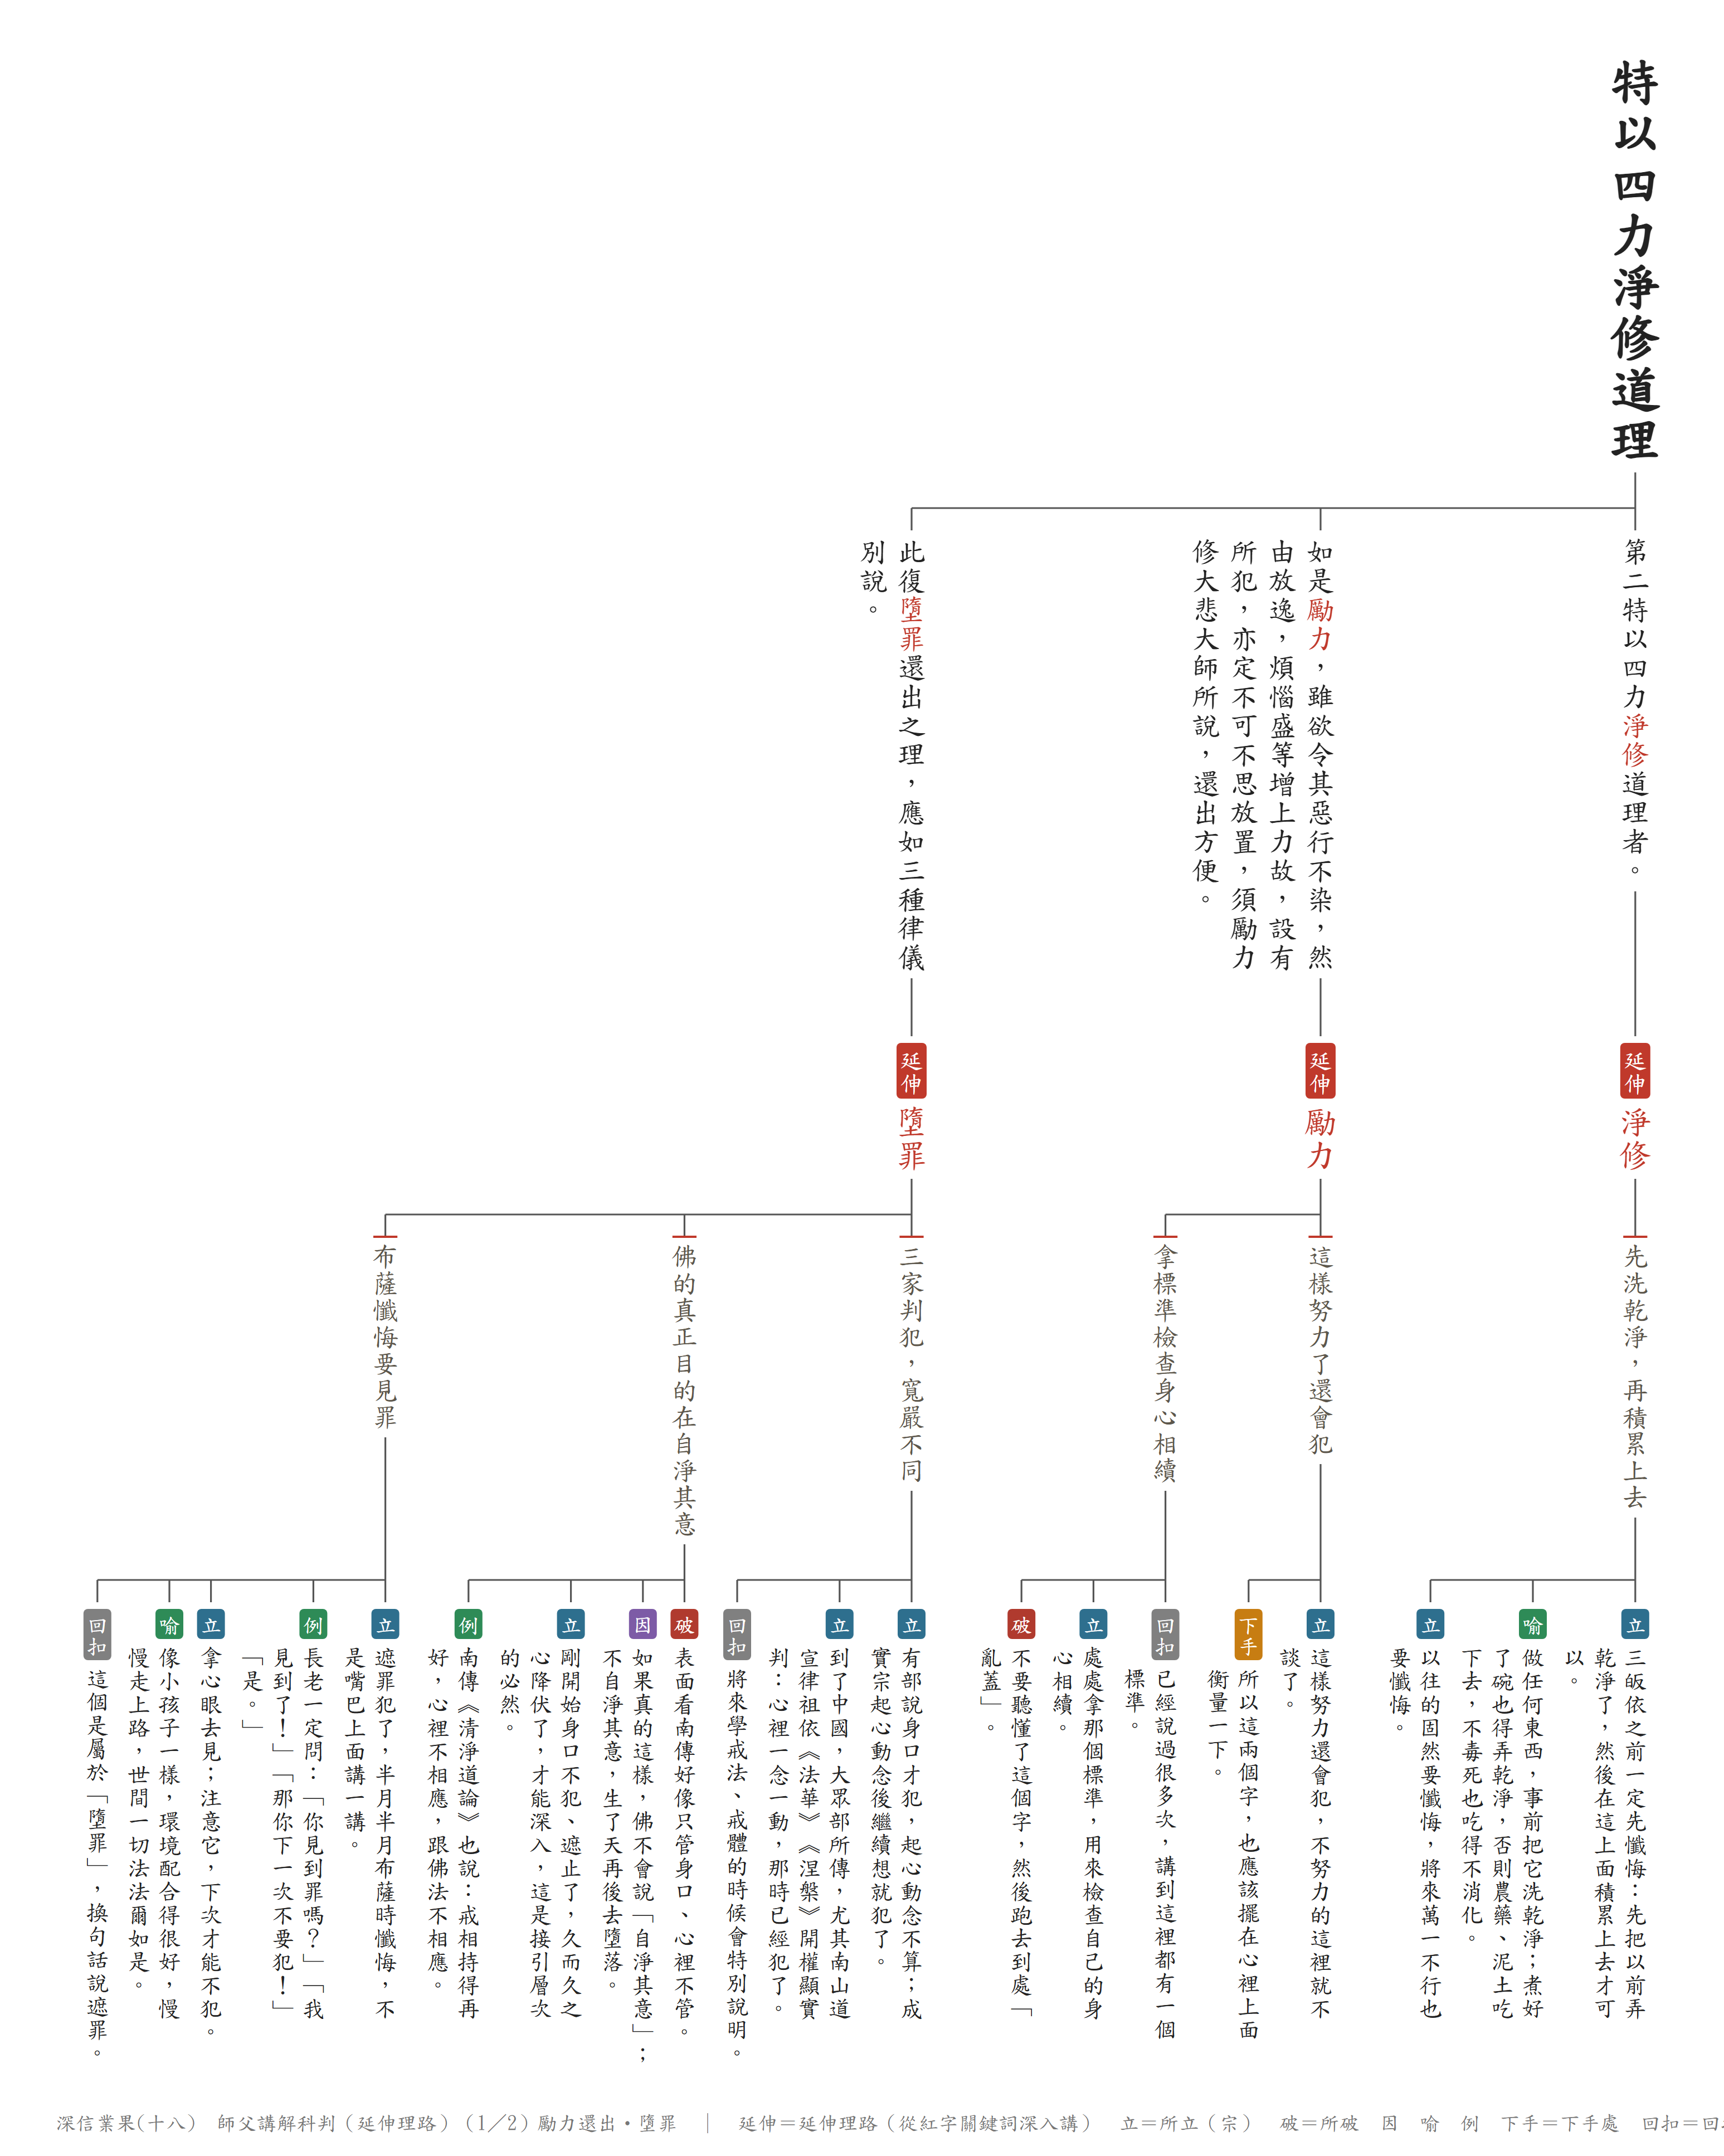 特以四力淨修道理
第二特以四力淨修道理者。
如是勵力，雖欲令其惡行不染，然
由放逸，煩惱盛等增上力故，設有
所犯，亦定不可不思放置，須勵力
修大悲大師所說，還出方便。
此復墮罪還出之理，應如三種律儀
別說。
延伸
淨修
延伸
勵力
延伸
墮罪
先洗乾淨，再積累上去
這樣努力了還會犯
拿標準檢查身心相續
三家判犯，寬嚴不同
佛的真正目的在自淨其意
布薩懺悔要見罪
立
三皈依之前一定先懺悔：先把以前弄
乾淨了，然後在這上面積累上去才可
以。
喻
做任何東西，事前把它洗乾淨；煮好
了碗也得弄乾淨，否則農藥、泥土吃
下去，不毒死也吃得不消化。
立
以往的固然要懺悔，將來萬一不行也
要懺悔。
立
這樣努力還會犯，不努力的這裡就不
談了。
下手
所以這兩個字，也應該擺在心裡上面
衡量一下。
回扣
已經說過很多次，講到這裡都有一個
標準。
立
處處拿那個標準，用來檢查自己的身
心相續。
破
不要聽懂了這個字，然後跑去到處「
亂蓋」。
立
有部說身口才犯，起心動念不算；成
實宗起心動念後繼續想就犯了。
立
到了中國，大眾部所傳，尤其南山道
宣律祖依《法華》《涅槃》開權顯實
判：心裡一念一動，那時已經犯了。
回扣
將來學戒法、戒體的時候會特別說明。
破
表面看南傳好像只管身口、心裡不管。
因
如果真的這樣，佛不會說「自淨其意」；
不自淨其意，生了天再後去墮落。
立
剛開始身口不犯、遮止了，久而久之
心降伏了，才能深入，這是接引層次
的必然。
例
南傳《清淨道論》也說：戒相持得再
好，心裡不相應，跟佛法不相應。
立
遮罪犯了，半月半月布薩時懺悔，不
是嘴巴上面講一講。
例
長老一定問：「你見到罪嗎？」「我
見到了！」「那你下一次不要犯！」
「是。」
立
拿心眼去見；注意它，下次才能不犯。
喻
像小孩子一樣，環境配合得很好，慢
慢走上路，世間一切法法爾如是。
回扣
這個是屬於「墮罪」，換句話說遮罪。
深信業果(十八)　師父講解科判（延伸理路）（1／2）勵力還出・墮罪　｜　延伸＝延伸理路（從紅字關鍵詞深入講）　立＝所立（宗）　破＝所破　因　喻　例　下手＝下手處　回扣＝回